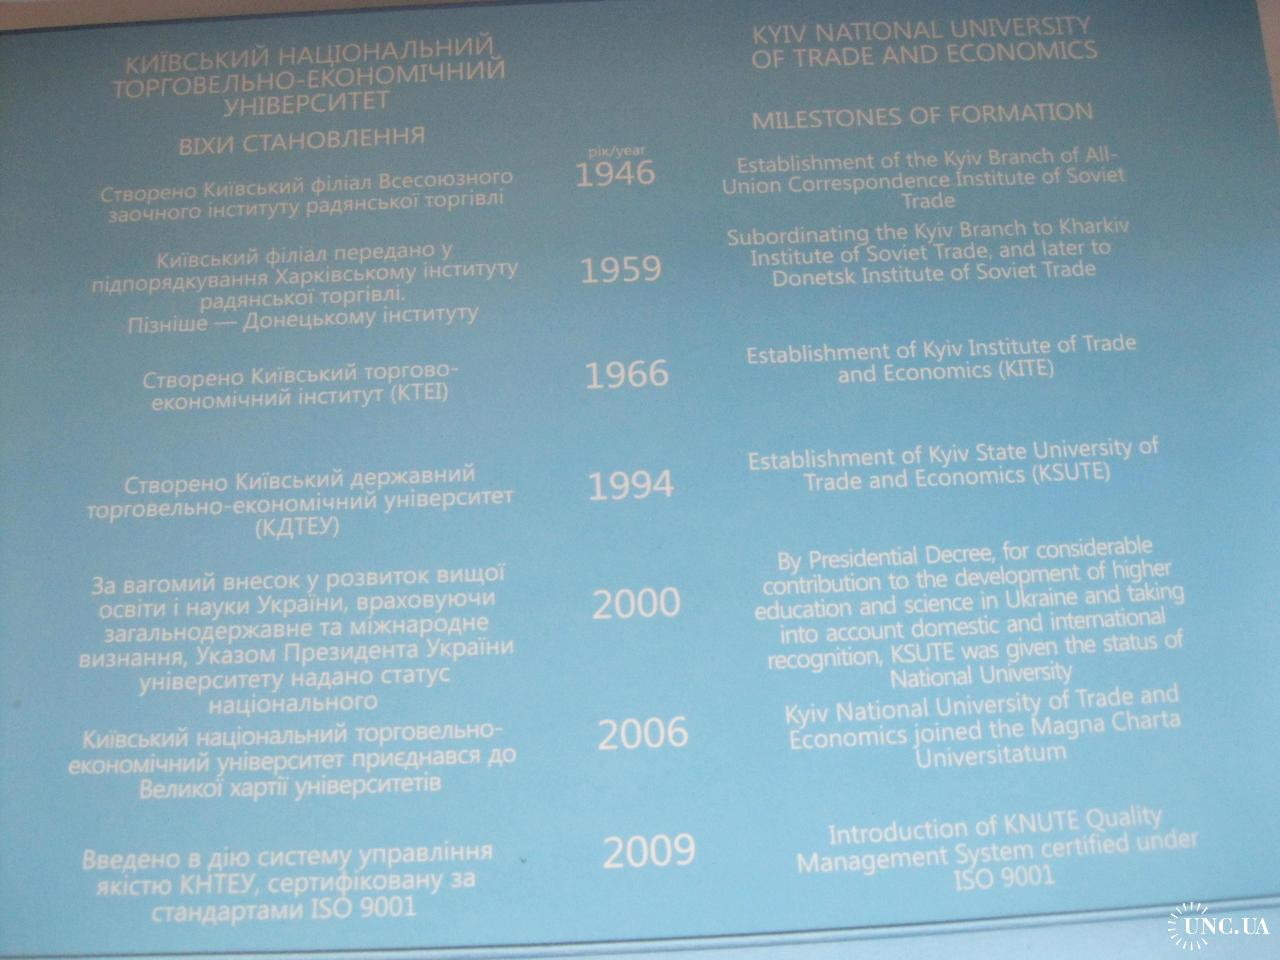 КИЇВСЬКИЙ НАЦІОНАЛЬНИЙ
ТОРГОВЕЛЬНО-ЕКОНОМІЧНИЙ
УНІВЕРСИТЕТ
ВІХИ СТАНОВЛЕННЯ
KYIV NATIONAL UNIVERSITY
OF TRADE AND ECONOMICS
MILESTONES OF FORMATION
Створено Київський філіал Всесоюзного
заочного інституту радянської торгівлі
рік/year
1946
Establishment of the Kyiv Branch of All-
Union Correspondence Institute of Soviet
Trade
Київський філіал передано у
підпорядкування Харківському інституту
радянської торгівлі.
Пізніше — Донецькому інституту
1959
Subordinating the Kyiv Branch to Kharkiv
Institute of Soviet Trade, and later to
Donetsk Institute of Soviet Trade
Створено Київський торгово-
економічний інститут (КТЕІ)
1966
Establishment of Kyiv Institute of Trade
and Economics (KITE)
Створено Київський державний
торговельно-економічний університет
(КДТЕУ)
1994
Establishment of Kyiv State University of
Trade and Economics (KSUTE)
За вагомий внесок у розвиток вищої
освіти і науки України, враховуючи
загальнодержавне та міжнародне
визнання, Указом Президента України
університету надано статус
національного
2000
By Presidential Decree, for considerable
contribution to the development of higher
education and science in Ukraine and taking
into account domestic and international
recognition, KSUTE was given the status of
National University
Київський національний торговельно-
економічний університет приєднався до
Великої хартії університетів
2006
Kyiv National University of Trade and
Economics joined the Magna Charta
Universitatum
Введено в дію систему управління
якістю КНТЕУ, сертифіковану за
стандартами ISO 9001
2009
Introduction of KNUTE Quality
Management System certified under
ISO 9001
UNC.UA